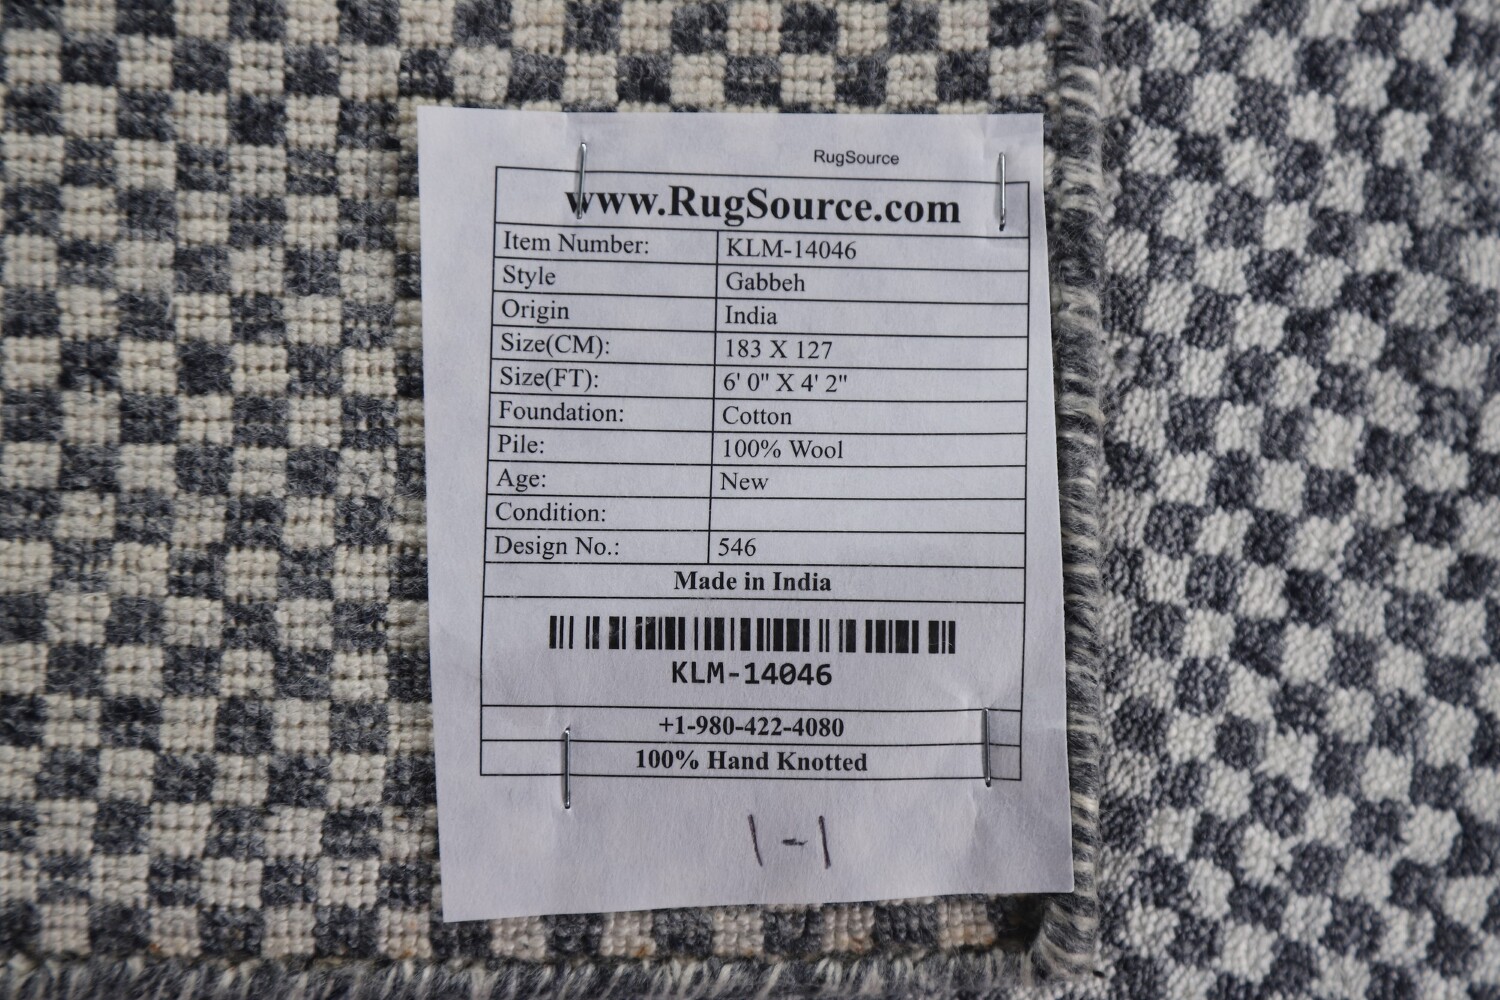 RugSource
www.RugSource.com
Item Number: KLM-14046
Style Gabbeh
Origin India
Size(CM): 183 X 127
Size(FT): 6' 0" X 4' 2"
Foundation: Cotton
Pile: 100% Wool
Age: New
Condition:
Design No.: 546
Made in India
KLM-14046
+1-980-422-4080
100% Hand Knotted
1-1